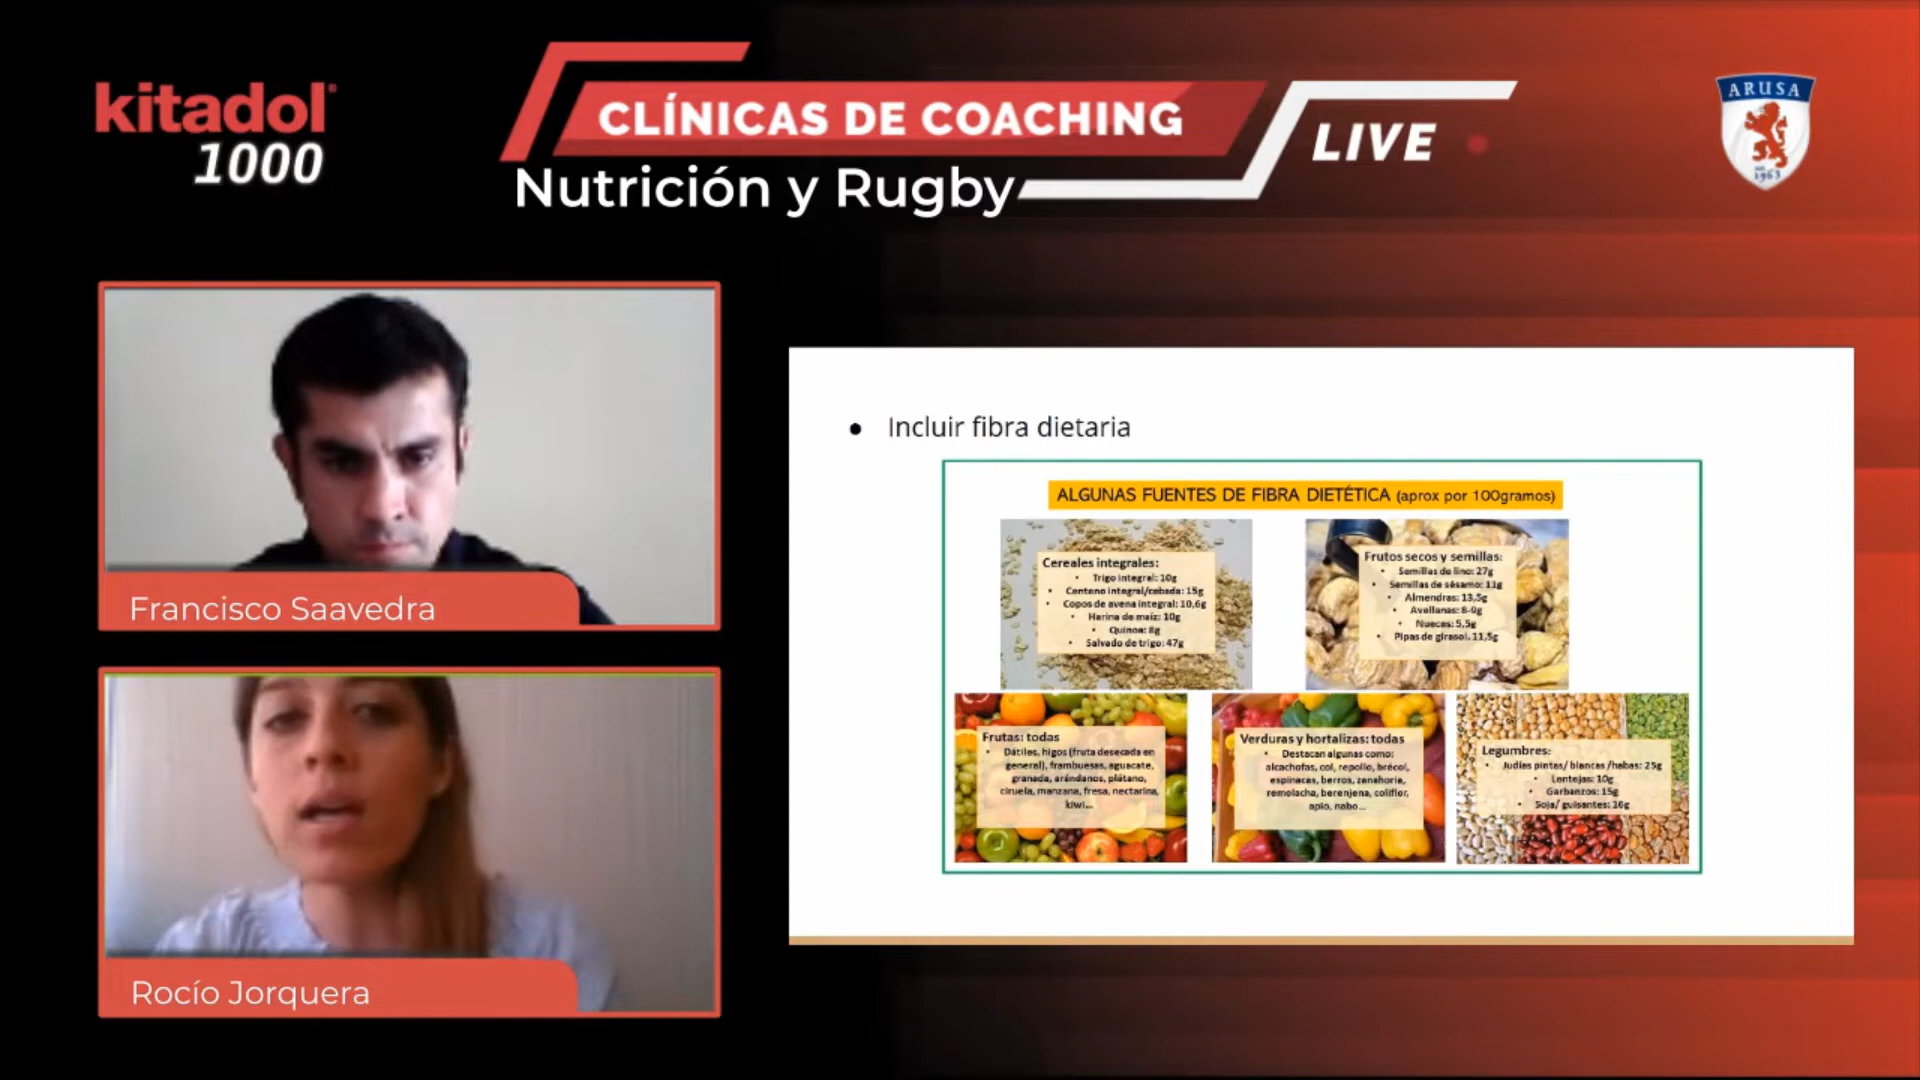 kitadol
1000
CLÍNICAS DE COACHING
LIVE
Nutrición y Rugby
ARUSA
1963
Francisco Saavedra
Rocío Jorquera
● Incluir fibra dietaria
ALGUNAS FUENTES DE FIBRA DIETÉTICA (aprox por 100gramos)
Cereales integrales:
• Trigo integral: 10g
• Centeno integral/cebada: 15g
• Copos de avena integral: 10,6g
• Harina de maíz: 10g
• Quinoa: 8g
• Salvado de trigo: 47g
Frutos secos y semillas:
• Semillas de lino: 27g
• Semillas de sésamo: 11g
• Almendras: 13,5g
• Avellanas: 8-9g
• Nueces: 5,5g
• Pipas de girasol. 11,5g
Frutas: todas
• Dátiles, higos (fruta desecada en
general), frambuesas, aguacate,
granada, arándanos, plátano,
ciruela, manzana, fresa, nectarina,
kiwi...
Verduras y hortalizas: todas
• Destacan algunas como:
alcachofas, col, repollo, brécol,
espinacas, berros, zanahoria,
remolacha, berenjena, coliflor,
apio, nabo...
Legumbres:
• Judías pintas/ blancas /habas: 25g
• Lentejas: 10g
• Garbanzos: 15g
• Soja/ guisantes: 16g